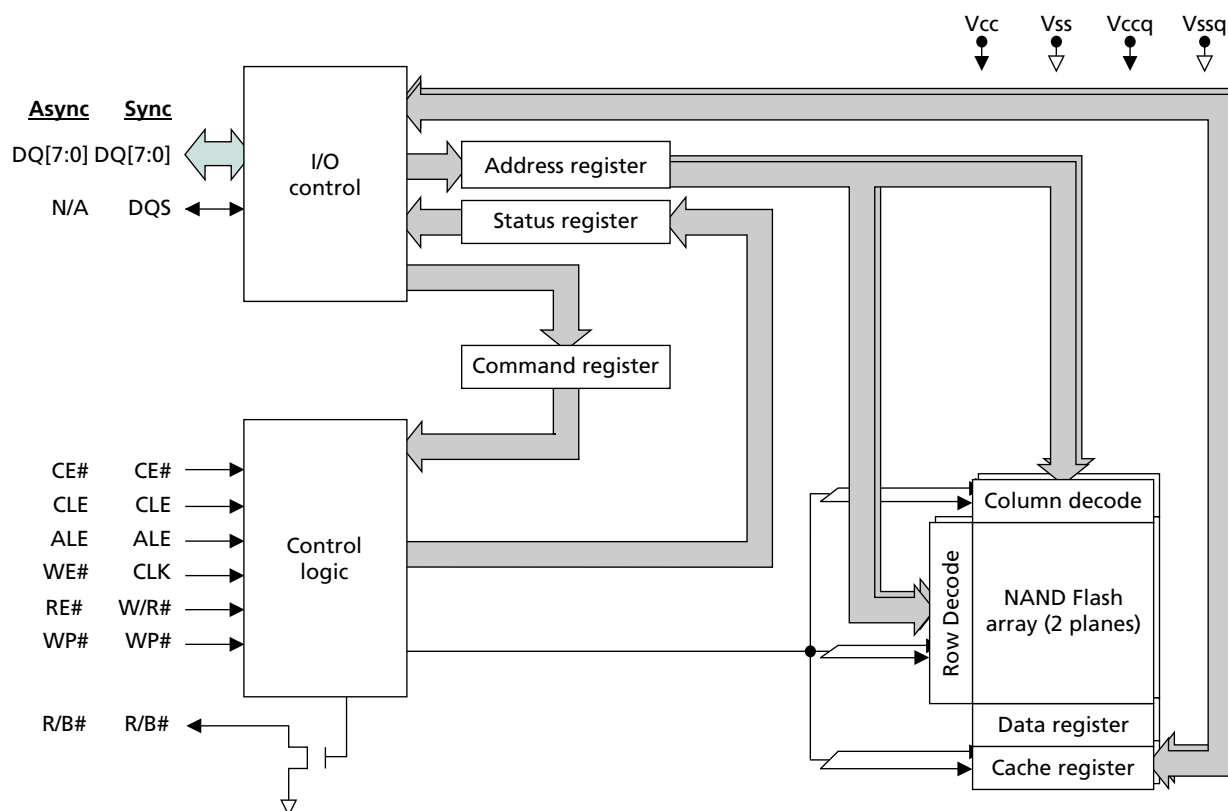 Vcc Vss Vccq Vssq
Async Sync
DQ[7:0] DQ[7:0]
N/A DQS
I/O
control
Address register
Status register
Command register
CE# CE#
CLE CLE
ALE ALE
WE# CLK
RE# W/R#
WP# WP#
Control
logic
R/B# R/B#
Column decode
Row Decode
NAND Flash
array (2 planes)
Data register
Cache register